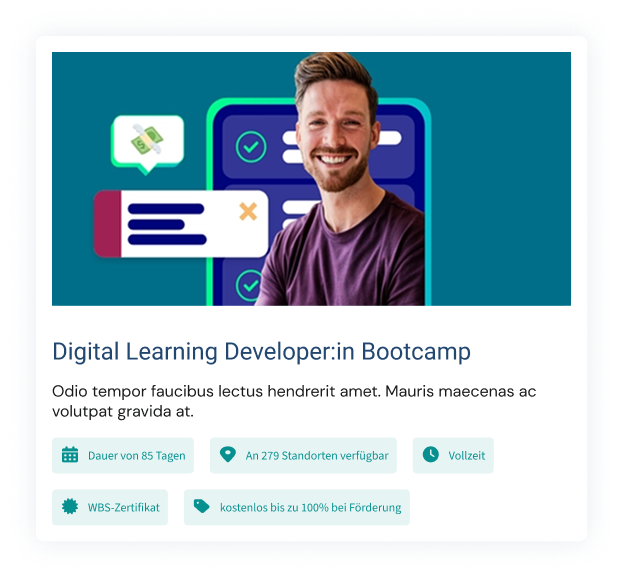 Digital Learning Developer:in Bootcamp
Odio tempor faucibus lectus hendrerit amet. Mauris maecenas ac
volutpat gravida at.
Dauer von 85 Tagen
An 279 Standorten verfügbar
Vollzeit
WBS-Zertifikat
kostenlos bis zu 100% bei Förderung